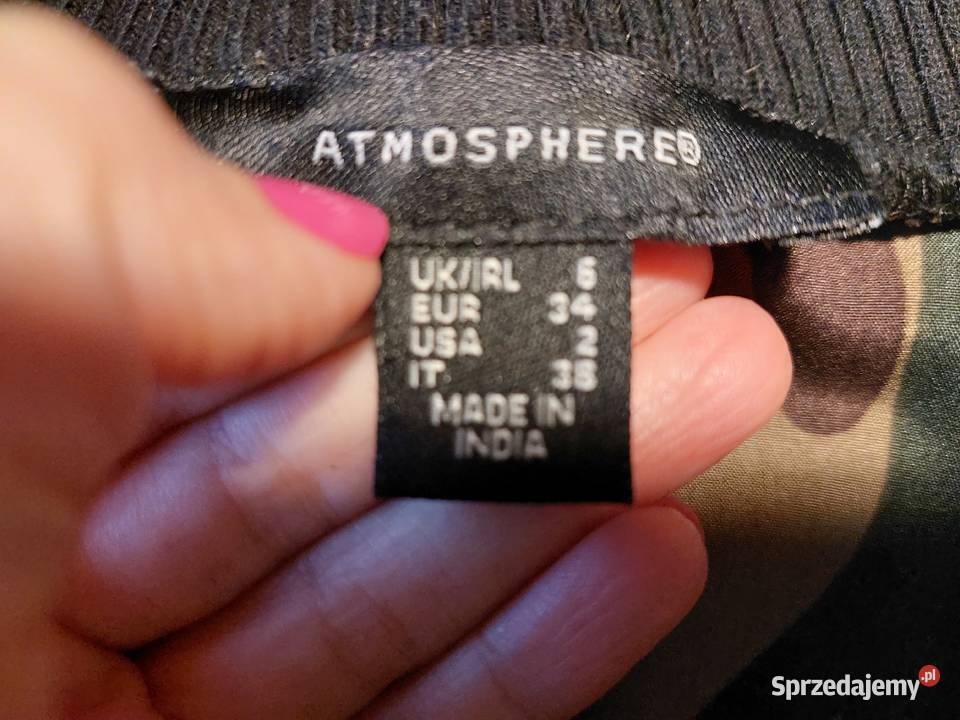 ATMOSPHERE®
UK/IRL 6
EUR 34
USA 2
IT 38
MADE IN
INDIA
Sprzedajemy.pl